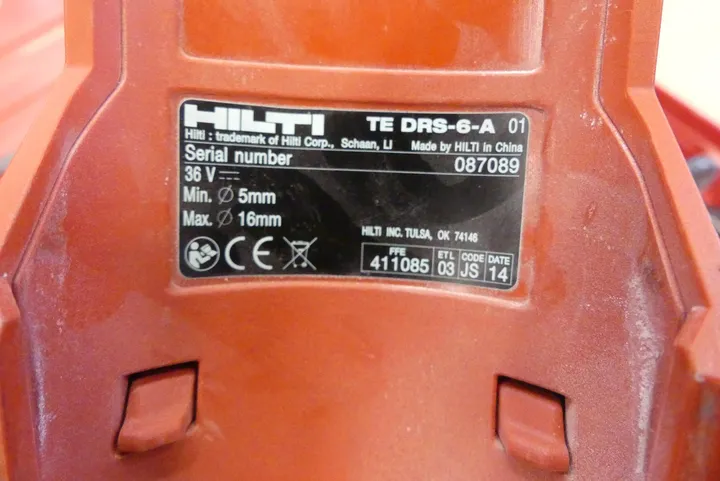 HILTI TE DRS-6-A 01
Hilti : trademark of Hilti Corp., Schaan, LI Made by HILTI in China
Serial number 087089
36 V ⎓
Min. Ø 5mm
Max. Ø 16mm
HILTI INC. TULSA, OK 74146
CE
FFE ETL CODE DATE
411085 03 JS 14